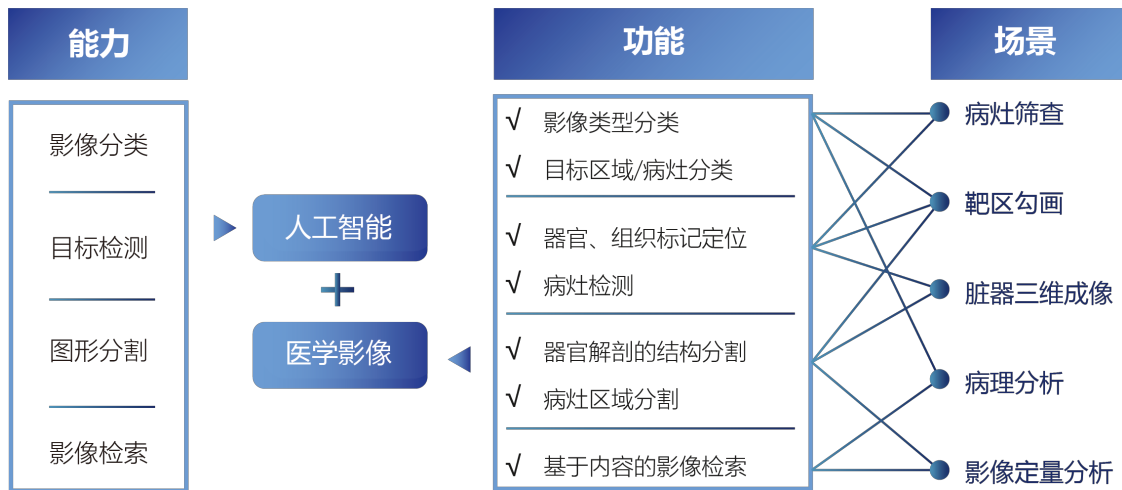 能力
影像分类
目标检测
图形分割
影像检索
人工智能
+
医学影像
功能
√ 影像类型分类
√ 目标区域/病灶分类
√ 器官、组织标记定位
√ 病灶检测
√ 器官解剖的结构分割
√ 病灶区域分割
√ 基于内容的影像检索
场景
病灶筛查
靶区勾画
脏器三维成像
病理分析
影像定量分析